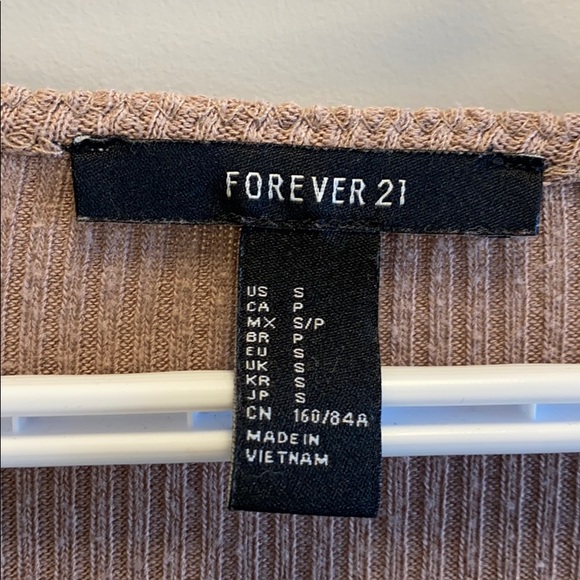 FOREVER 21
US S
CA P
MX S/P
BR P
EU S
UK S
KR S
JP S
CN 160/84A
MADE IN
VIETNAM